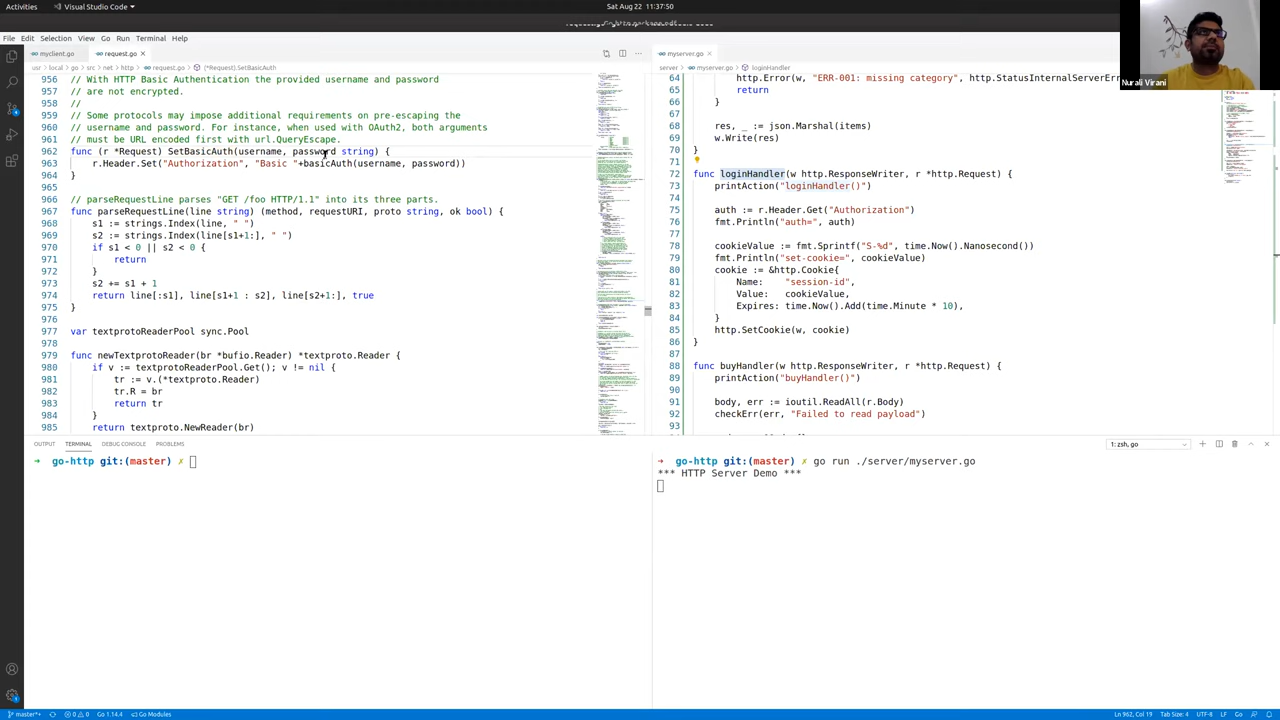 Activities
Visual Studio Code
Sat Aug 22 11:37:50
File Edit Selection View Go Run Terminal Help
Nurali Virani
myclient.go
request.go
usr > local > go > src > net > http > request.go > (*Request).SetBasicAuth
956 // With HTTP Basic Authentication the provided username and password
957 // are not encrypted.
958 //
959 // Some protocols may impose additional requirements on pre-escaping the
960 // username and password. For instance, when used with OAuth2, both arguments
961 // must be URL encoded first with url.QueryEscape.
962 func (r *Request) SetBasicAuth(username, password string) {
963 r.Header.Set("Authorization", "Basic "+basicAuth(username, password))
964 }
965
966 // parseRequestLine parses "GET /foo HTTP/1.1" into its three parts.
967 func parseRequestLine(line string) (method, requestURI, proto string, ok bool) {
968 s1 := strings.Index(line, " ")
969 s2 := strings.Index(line[s1+1:], " ")
970 if s1 < 0 || s2 < 0 {
971 return
972 }
973 s2 += s1 + 1
974 return line[:s1], line[s1+1 : s2], line[s2+1:], true
975 }
976
977 var textprotoReaderPool sync.Pool
978
979 func newTextprotoReader(br *bufio.Reader) *textproto.Reader {
980 if v := textprotoReaderPool.Get(); v != nil {
981 tr := v.(*textproto.Reader)
982 tr.R = br
983 return tr
984 }
985 return textproto.NewReader(br)
myserver.go
server > myserver.go > loginHandler
64 http.Error(w, "ERR-001: missing category", http.StatusInternalServerErr
65 return
66 }
67
68 res, _ := json.Marshal(list)
69 w.Write(res)
70 }
71
72 func loginHandler(w http.ResponseWriter, r *http.Request) {
73 printAction("loginHandler()")
74
75 auth := r.Header.Get("Authorization")
76 fmt.Println("auth=", auth)
77
78 cookieValue := fmt.Sprintf("%X", time.Now().Nanosecond())
79 fmt.Println("Set cookie=", cookieValue)
80 cookie := &http.Cookie{
81 Name: "session-id",
82 Value: cookieValue,
83 Expires: time.Now().Add(time.Minute * 10),
84 }
85 http.SetCookie(w, cookie)
86 }
87
88 func buyHandler(w http.ResponseWriter, r *http.Request) {
89 printAction("buyHandler()")
90
91 body, err := ioutil.ReadAll(r.Body)
92 checkError(err, "Failed to read payload")
93
OUTPUT TERMINAL DEBUG CONSOLE PROBLEMS
1: zsh, go
➜ go-http git:(master) ✗
➜ go-http git:(master) ✗ go run ./server/myserver.go
*** HTTP Server Demo ***
master*+ 0 0 Go 1.14.4 Go Modules
Ln 962, Col 19 Tab Size: 4 UTF-8 LF Go